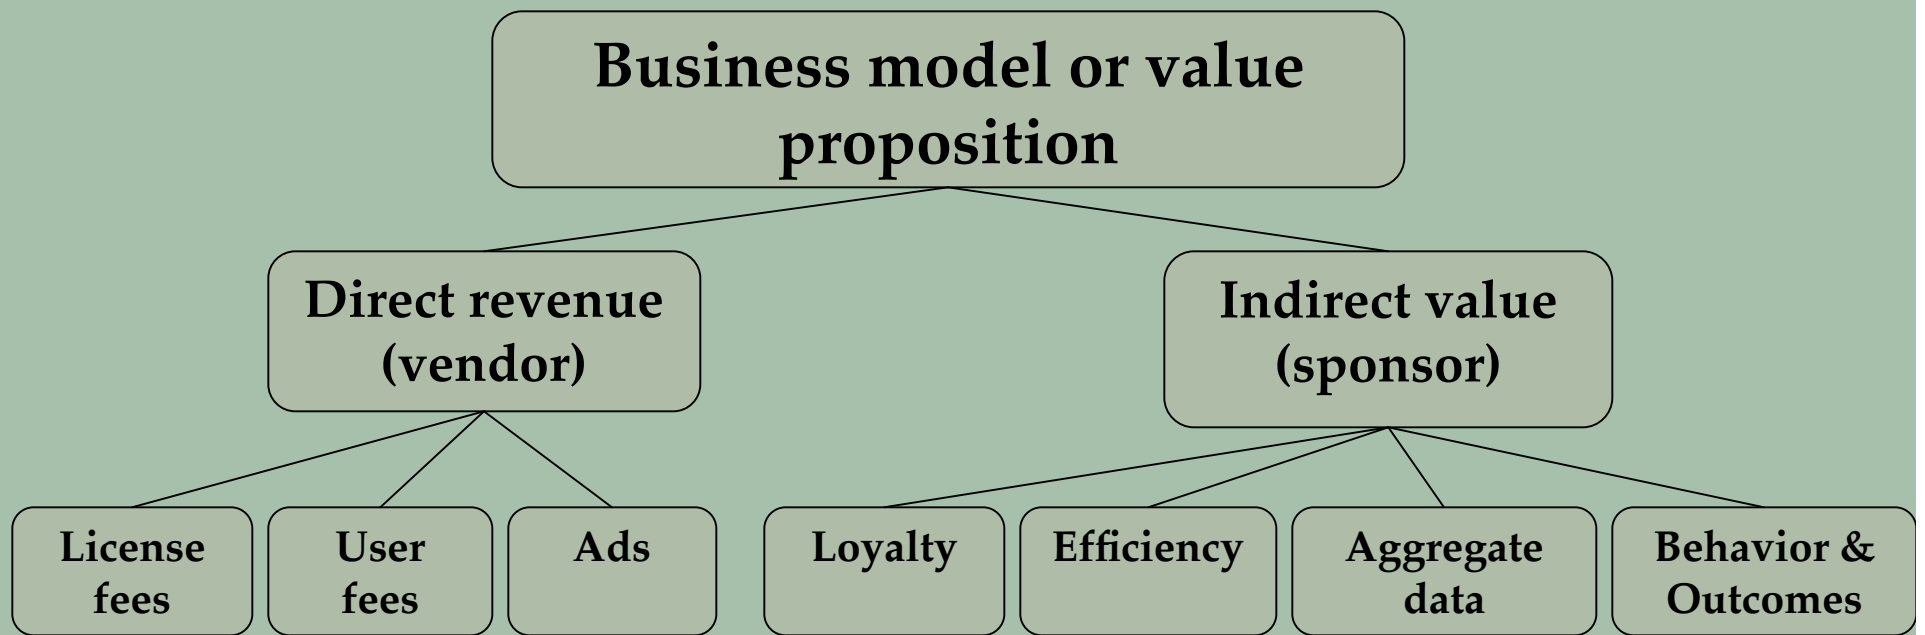 Business model or value
proposition
Direct revenue
(vendor)
Indirect value
(sponsor)
License
fees
User
fees
Ads
Loyalty
Efficiency
Aggregate
data
Behavior &
Outcomes